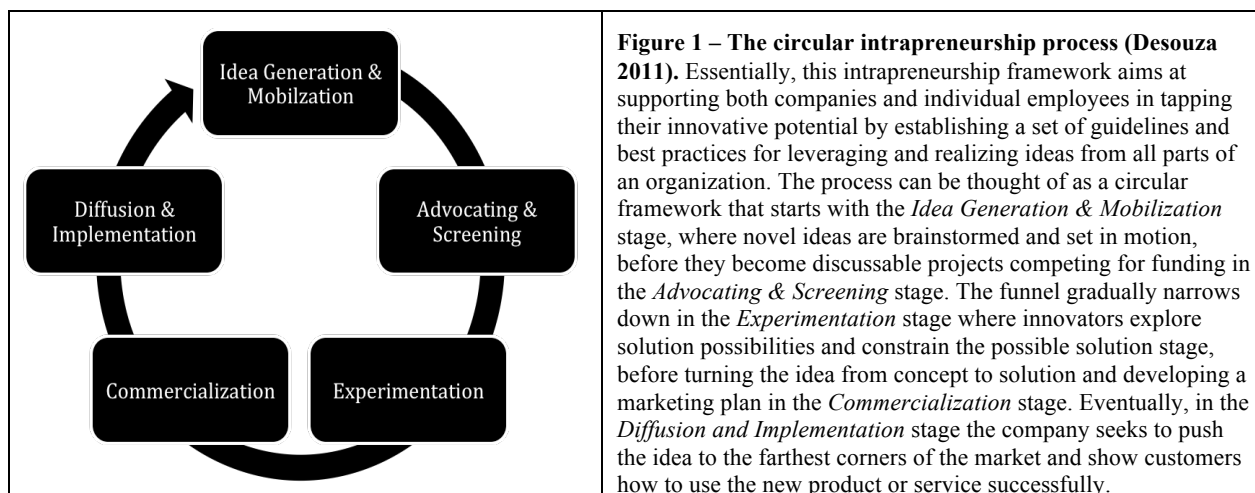 Idea Generation &
Mobilzation
Advocating &
Screening
Experimentation
Commercialization
Diffusion &
Implementation
Figure 1 – The circular intrapreneurship process (Desouza
2011). Essentially, this intrapreneurship framework aims at
supporting both companies and individual employees in tapping
their innovative potential by establishing a set of guidelines and
best practices for leveraging and realizing ideas from all parts of
an organization. The process can be thought of as a circular
framework that starts with the Idea Generation & Mobilization
stage, where novel ideas are brainstormed and set in motion,
before they become discussable projects competing for funding in
the Advocating & Screening stage. The funnel gradually narrows
down in the Experimentation stage where innovators explore
solution possibilities and constrain the possible solution stage,
before turning the idea from concept to solution and developing a
marketing plan in the Commercialization stage. Eventually, in the
Diffusion and Implementation stage the company seeks to push
the idea to the farthest corners of the market and show customers
how to use the new product or service successfully.